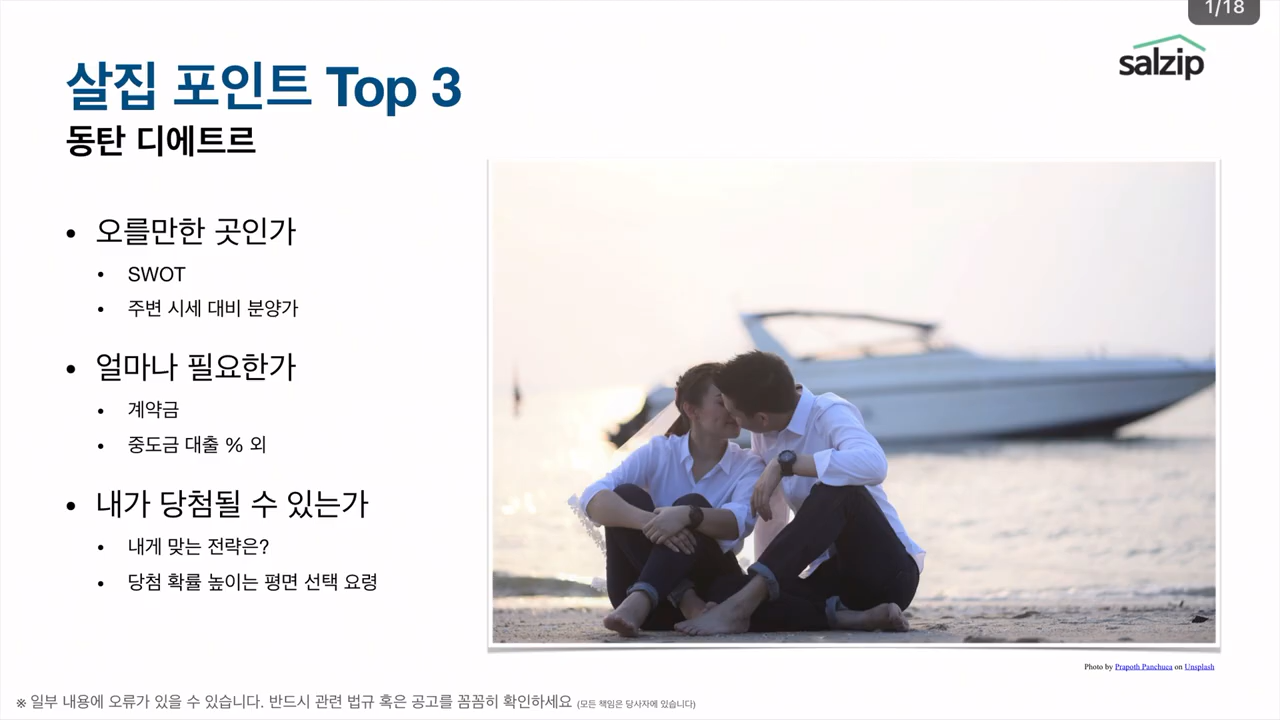 1/18
salzip
살집 포인트 Top 3
동탄 디에트르
• 오를만한 곳인가
• SWOT
• 주변 시세 대비 분양가
• 얼마나 필요한가
• 계약금
• 중도금 대출 % 외
• 내가 당첨될 수 있는가
• 내게 맞는 전략은?
• 당첨 확률 높이는 평면 선택 요령
Photo by Prapoth Panchuea on Unsplash
※ 일부 내용에 오류가 있을 수 있습니다. 반드시 관련 법규 혹은 공고를 꼼꼼히 확인하세요 (모든 책임은 당사자에 있습니다)